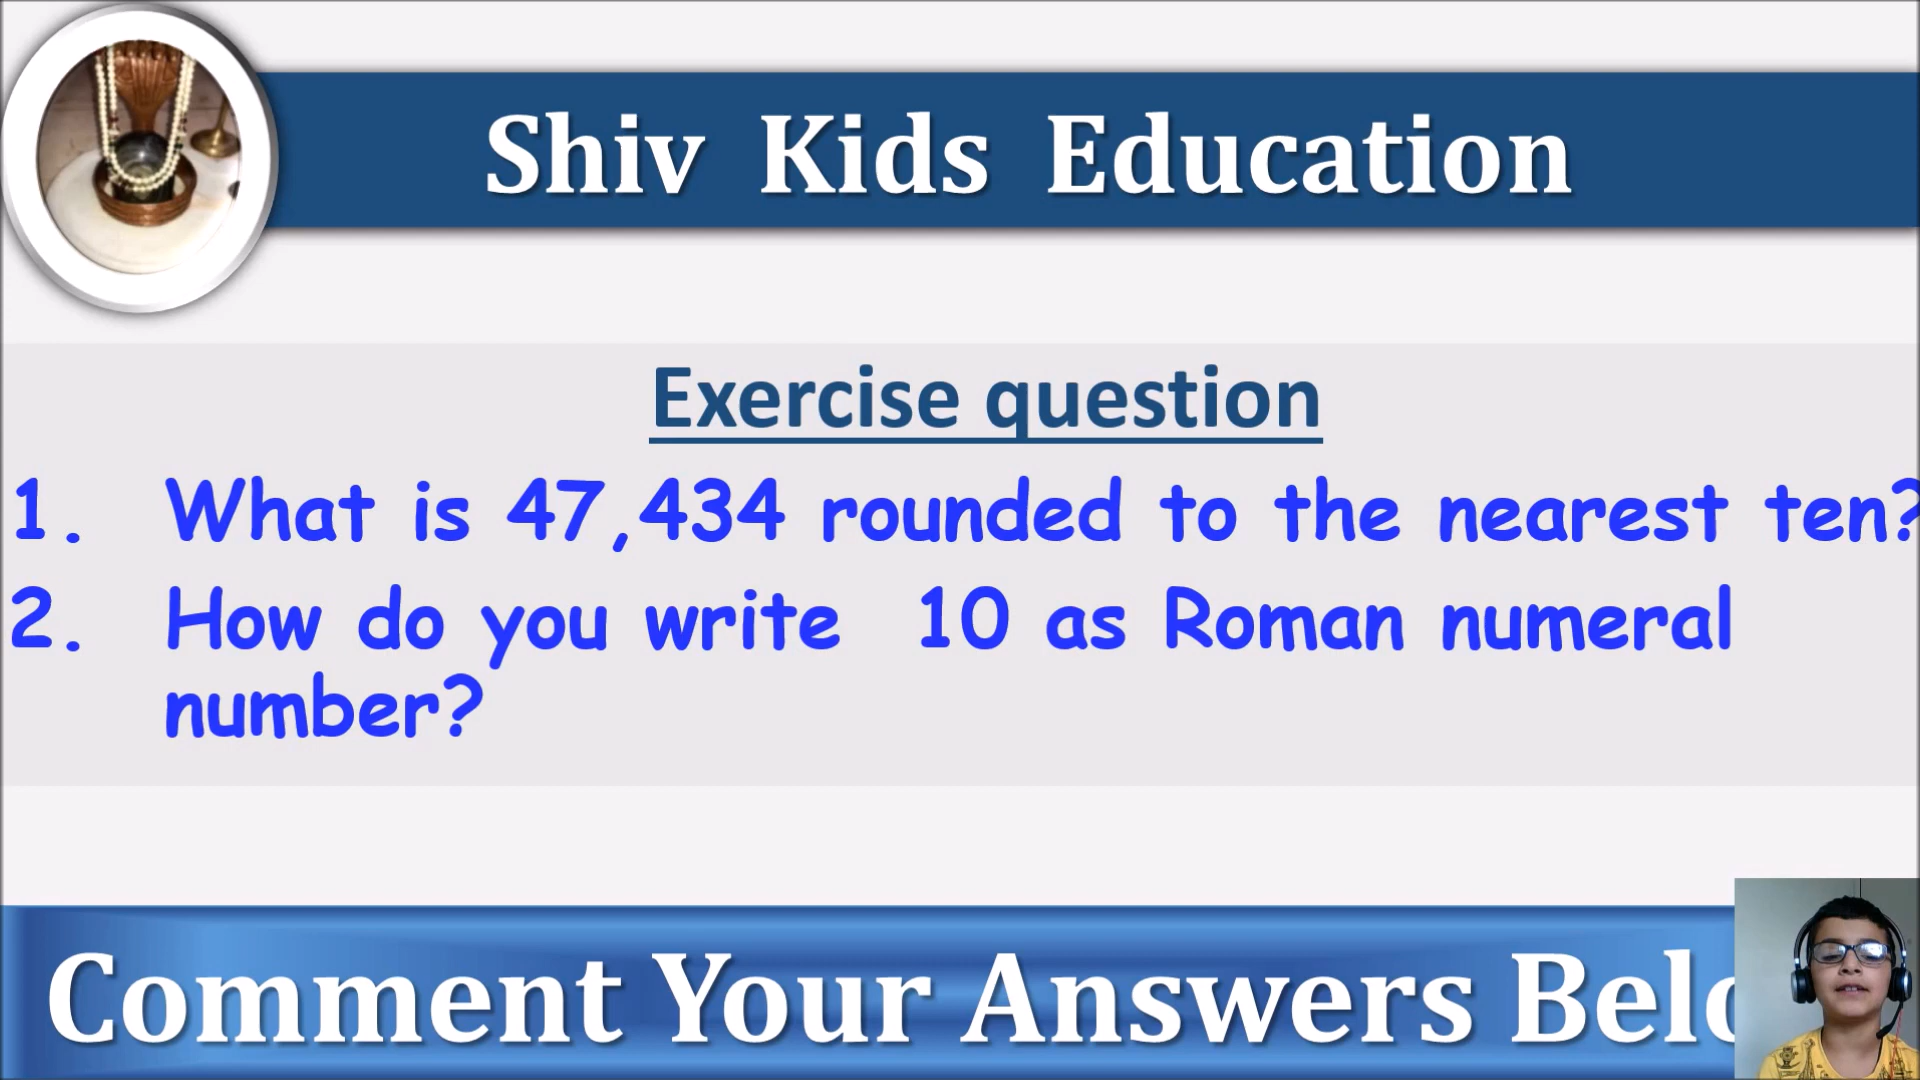 Shiv Kids Education
Exercise question
1. What is 47,434 rounded to the nearest ten?
2. How do you write 10 as Roman numeral
number?
Comment Your Answers Belo